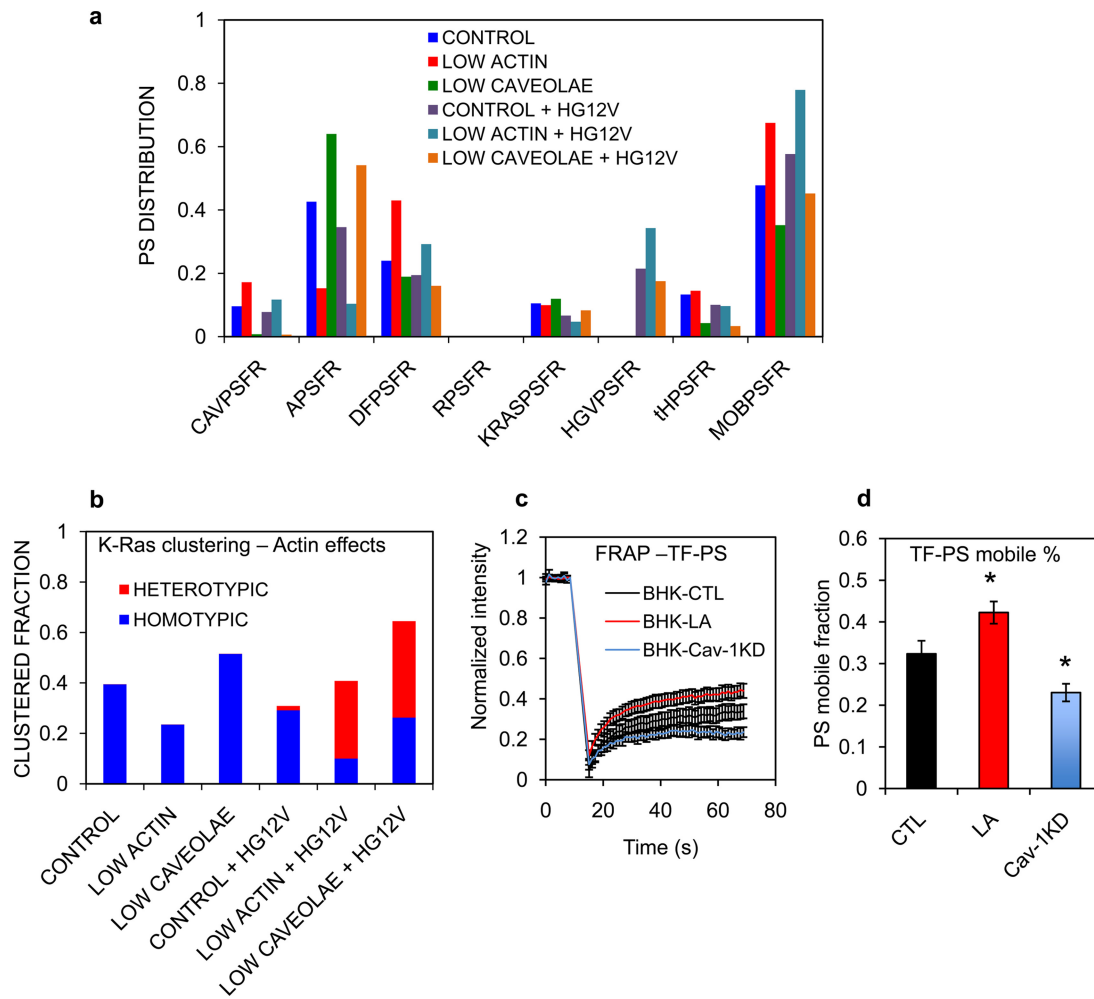 a
PS DISTRIBUTION
1
0.8
0.6
0.4
0.2
0
CONTROL
LOW ACTIN
LOW CAVEOLAE
CONTROL + HG12V
LOW ACTIN + HG12V
LOW CAVEOLAE + HG12V
CAVPSFR
APSFR
DFPSFR
RPSFR
KRASPSFR
HGVPSFR
tHPSFR
MOBPSFR
b
CLUSTERED FRACTION
1
0.8
0.6
0.4
0.2
0
K-Ras clustering – Actin effects
HETEROTYPIC
HOMOTYPIC
CONTROL
LOW ACTIN
LOW CAVEOLAE
CONTROL + HG12V
LOW ACTIN + HG12V
LOW CAVEOLAE + HG12V
c
Normalized intensity
1.2
1
0.8
0.6
0.4
0.2
0
FRAP –TF-PS
BHK-CTL
BHK-LA
BHK-Cav-1KD
0 20 40 60 80
Time (s)
d
PS mobile fraction
0.6
0.5
0.4
0.3
0.2
0.1
0
TF-PS mobile %
*
*
CTL
LA
Cav-1KD